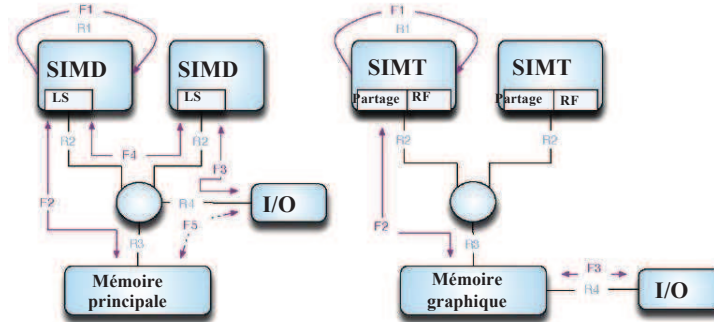 F1
R1
SIMD
LS
SIMD
LS
R2
R2
F4
F3
F2
R4
F5
I/O
R3
Mémoire
principale
F1
R1
SIMT
Partage RF
SIMT
Partage RF
R2
R2
F2
R3
Mémoire
graphique
F3
R4
I/O